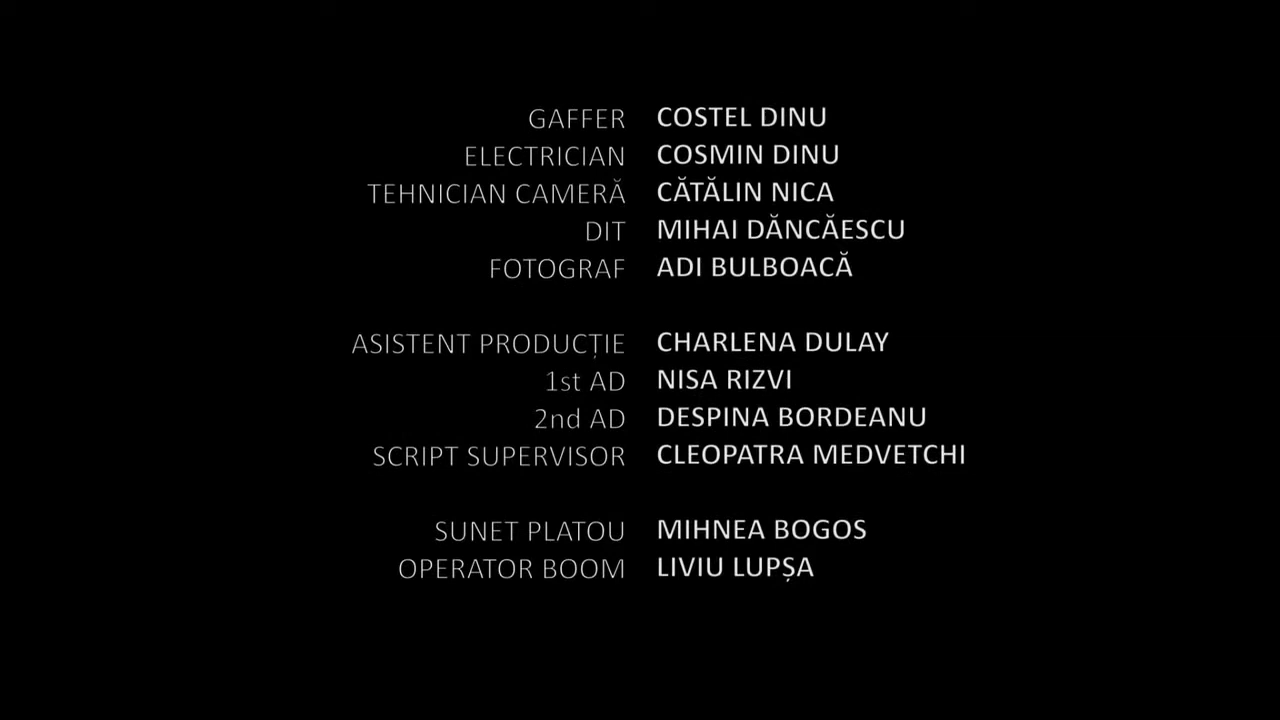 GAFFER COSTEL DINU
ELECTRICIAN COSMIN DINU
TEHNICIAN CAMERĂ CĂTĂLIN NICA
DIT MIHAI DĂNCĂESCU
FOTOGRAF ADI BULBOACĂ
ASISTENT PRODUCȚIE CHARLENA DULAY
1st AD NISA RIZVI
2nd AD DESPINA BORDEANU
SCRIPT SUPERVISOR CLEOPATRA MEDVETCHI
SUNET PLATOU MIHNEA BOGOS
OPERATOR BOOM LIVIU LUPȘA